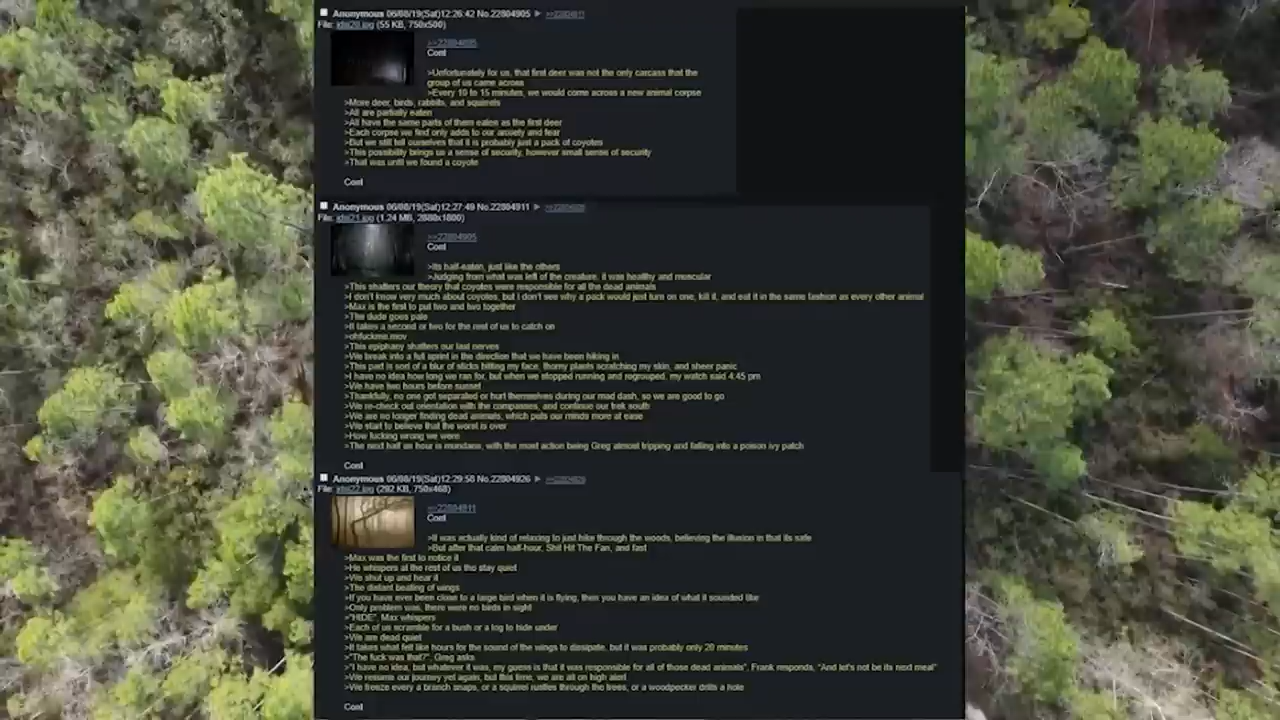 Anonymous 06/08/19(Sat)12:26:42 No.22804905 ▶ >>22804911
File: idni20.jpg (55 KB, 750x500)
>>22804895
Cont
>Unfortunately for us, that first deer was not the only carcass that the
group of us came across
>Every 10 to 15 minutes, we would come across a new animal corpse
>More deer, birds, rabbits, and squirrels
>All are partially eaten
>All have the same parts of them eaten as the first deer
>Each corpse we find only adds to our anxiety and fear
>But we still tell ourselves that it is probably just a pack of coyotes
>This possibility brings us a sense of security, however small sense of security
>That was until we found a coyote
Cont
Anonymous 06/08/19(Sat)12:27:49 No.22804911 ▶ >>22804926
File: idni21.jpg (1.24 MB, 2880x1800)
>>22804905
Cont
>Its half-eaten, just like the others
>Judging from what was left of the creature, it was healthy and muscular
>This shatters our theory that coyotes were responsible for all the dead animals
>I don't know very much about coyotes, but I don't see why a pack would just turn on one, kill it, and eat it in the same fashion as every other animal
>Max is the first to put two and two together
>The dude goes pale
>It takes a second or two for the rest of us to catch on
>ohfuckme.mov
>This epiphany shatters our last nerves
>We break into a full sprint in the direction that we have been hiking in
>This part is sort of a blur of sticks hitting my face, thorny plants scratching my skin, and sheer panic
>I have no idea how long we ran for, but when we stopped running and regrouped, my watch said 4:45 pm
>We have two hours before sunset
>Thankfully, no one got separated or hurt themselves during our mad dash, so we are good to go
>We re-check out orientation with the compasses, and continue our trek south
>We are no longer finding dead animals, which puts our minds more at ease
>We start to believe that the worst is over
>How fucking wrong we were
>The next half an hour is mundane, with the most action being Greg almost tripping and falling into a poison ivy patch
Cont
Anonymous 06/08/19(Sat)12:29:58 No.22804926 ▶
File: idni22.jpg (292 KB, 750x468)
>>22804911
Cont
>It was actually kind of relaxing to just hike through the woods, believing the illusion in that its safe
>But after that calm half-hour, Shit Hit The Fan, and fast
>Max was the first to notice it
>He whispers at the rest of us tho stay quiet
>We shut up and hear it
>The distant beating of wings
>If you have ever been close to a large bird when it is flying, then you have an idea of what it sounded like
>Only problem was, there were no birds in sight
>"HIDE", Max whispers
>Each of us scramble for a bush or a log to hide under
>We are dead quiet
>It takes what felt like hours for the sound of the wings to dissipate, but it was probably only 20 minutes
>"The fuck was that?", Greg asks
>"I have no idea, but whatever it was, my guess is that it was responsible for all of those dead animals", Frank responds, "And let's not be its next meal"
>We resume our journey yet again, but this time, we are all on high alert
>We freeze every a branch snaps, or a squirrel rustles through the trees, or a woodpecker drills a hole
Cont